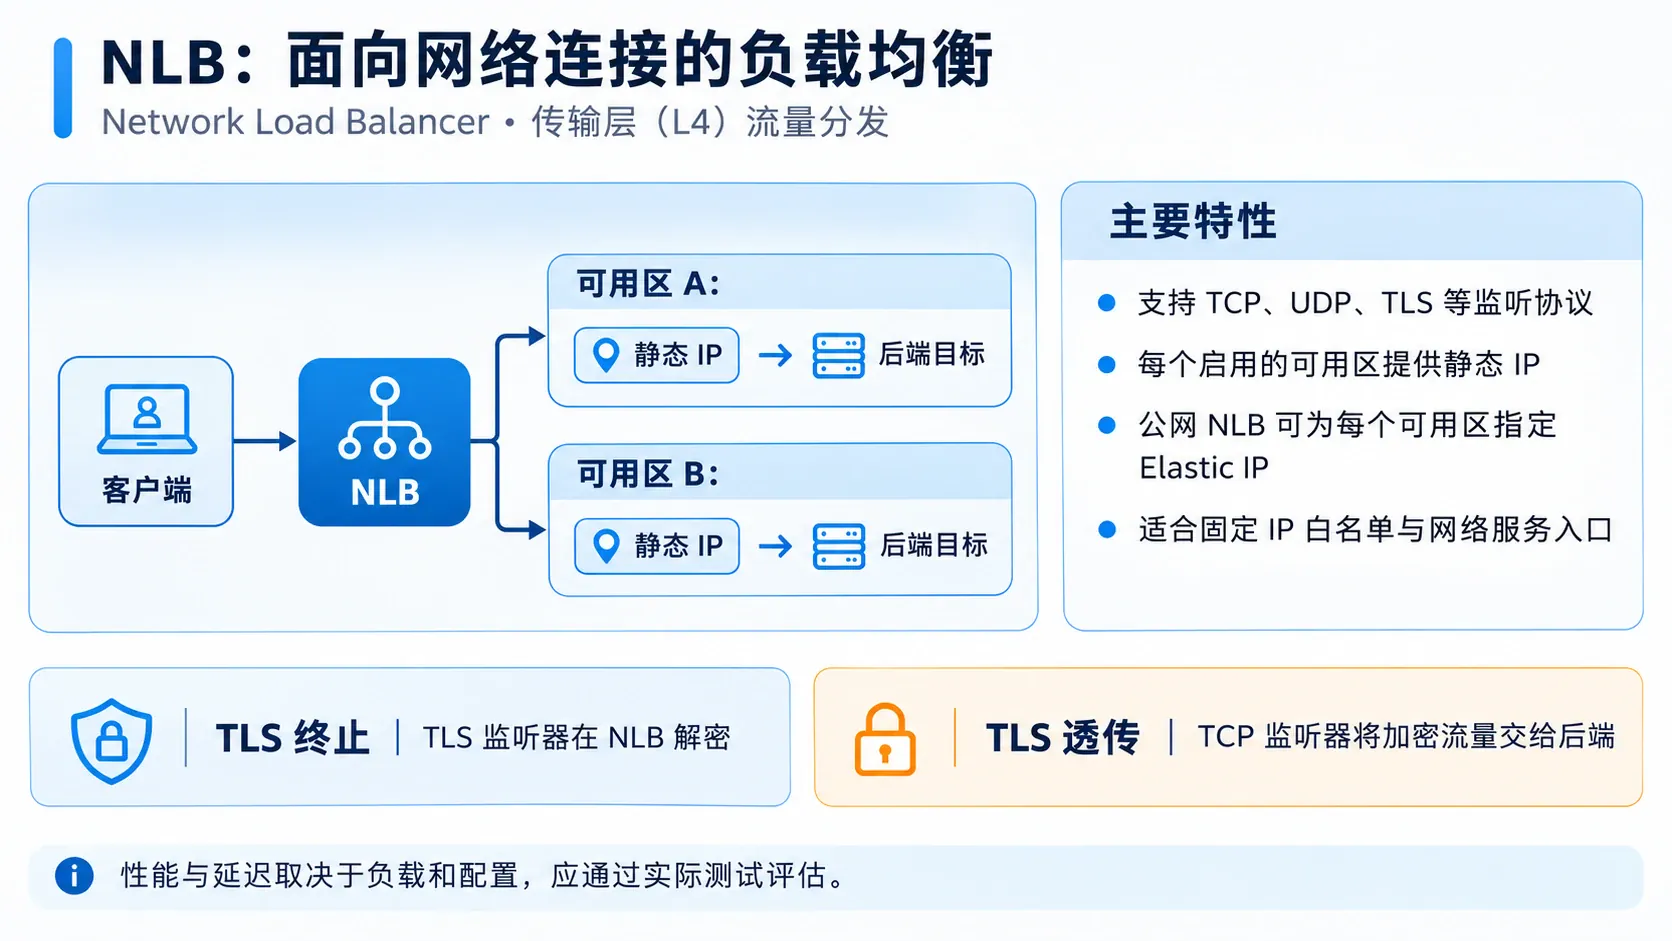 NLB：面向网络连接的负载均衡
Network Load Balancer • 传输层（L4）流量分发
客户端
NLB
可用区 A：
静态 IP
后端目标
可用区 B：
静态 IP
后端目标
主要特性
支持 TCP、UDP、TLS 等监听协议
每个启用的可用区提供静态 IP
公网 NLB 可为每个可用区指定
Elastic IP
适合固定 IP 白名单与网络服务入口
TLS 终止 | TLS 监听器在 NLB 解密
TLS 透传 | TCP 监听器将加密流量交给后端
性能与延迟取决于负载和配置，应通过实际测试评估。